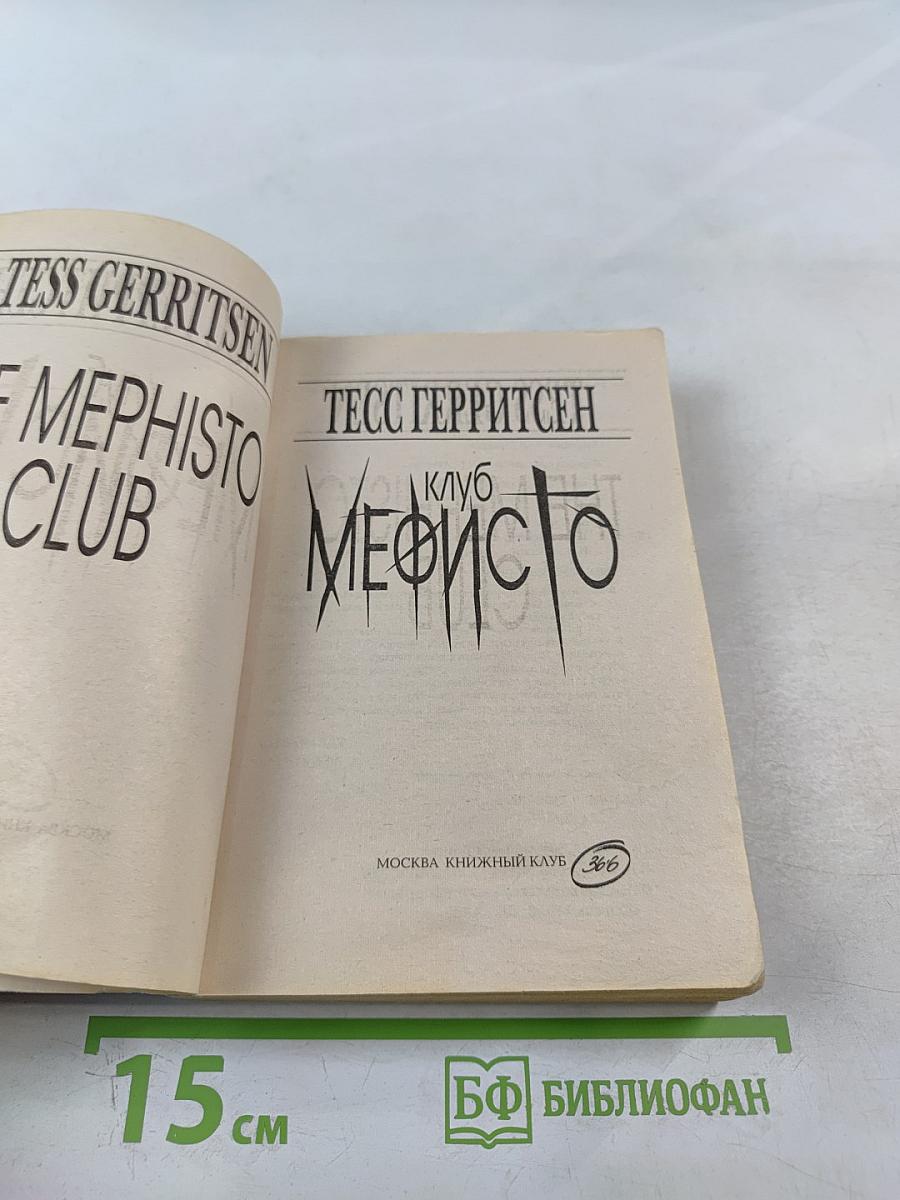 TESS GERRITSEN
MEPHISTO
CLUB
ТЕСС ГЕРРИТСЕН
КЛУБ
МЕФИСТО
МОСКВА КНИЖНЫЙ КЛУБ 36'6
15 см
БФ БИБЛИОФАН